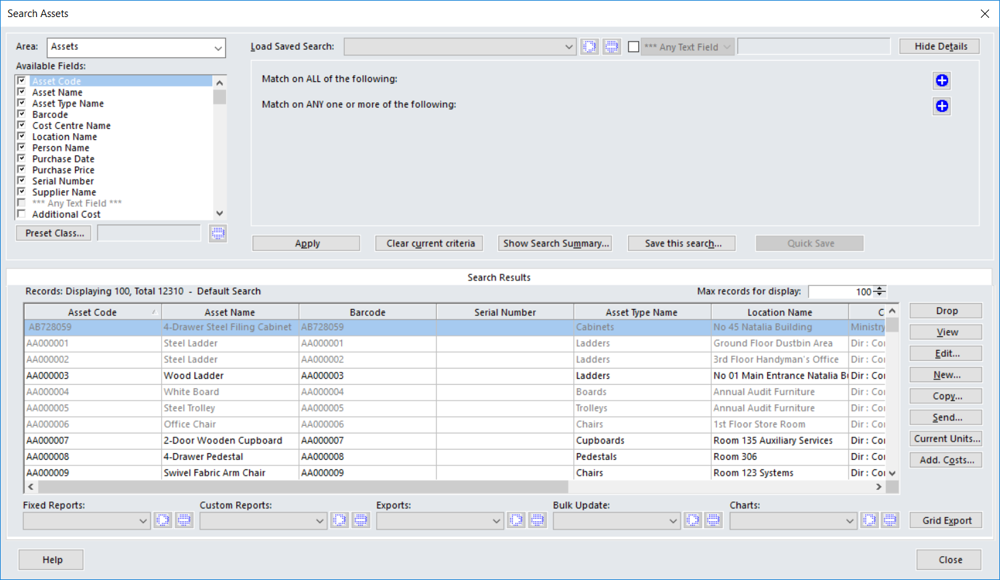 Search Assets
Area: Assets
Load Saved Search:
*** Any Text Field
Hide Details
Available Fields:
Asset Code
Asset Name
Asset Type Name
Barcode
Cost Centre Name
Location Name
Person Name
Purchase Date
Purchase Price
Serial Number
Supplier Name
*** Any Text Field ***
Additional Cost
Preset Class...
Match on ALL of the following:
Match on ANY one or more of the following:
Apply Clear current criteria Show Search Summary... Save this search... Quick Save
Search Results
Records: Displaying 100, Total 12310 - Default Search Max records for display: 100
Asset Code Asset Name Barcode Serial Number Asset Type Name Location Name C
AB728059 4-Drawer Steel Filing Cabinet AB728059 Cabinets No 45 Natalia Building Ministry
AA000001 Steel Ladder AA000001 Ladders Ground Floor Dustbin Area Dir : Cor
AA000002 Steel Ladder AA000002 Ladders 3rd Floor Handyman`s Office Dir : Cor
AA000003 Wood Ladder AA000003 Ladders No 01 Main Entrance Natalia Bu Dir : Cor
AA000004 White Board AA000004 Boards Annual Audit Furniture Dir : Cor
AA000005 Steel Trolley AA000005 Trolleys Annual Audit Furniture Dir : Cor
AA000006 Office Chair AA000006 Chairs 1st Floor Store Room Dir : Cor
AA000007 2-Door Wooden Cupboard AA000007 Cupboards Room 135 Auxiliary Services Dir : Cor
AA000008 4-Drawer Pedestal AA000008 Pedestals Room 306 Dir : Cor
AA000009 Swivel Fabric Arm Chair AA000009 Chairs Room 123 Systems Dir : Cor
Drop
View
Edit...
New...
Copy...
Send...
Current Units...
Add. Costs...
Fixed Reports: Custom Reports: Exports: Bulk Update: Charts:
Grid Export
Help Close